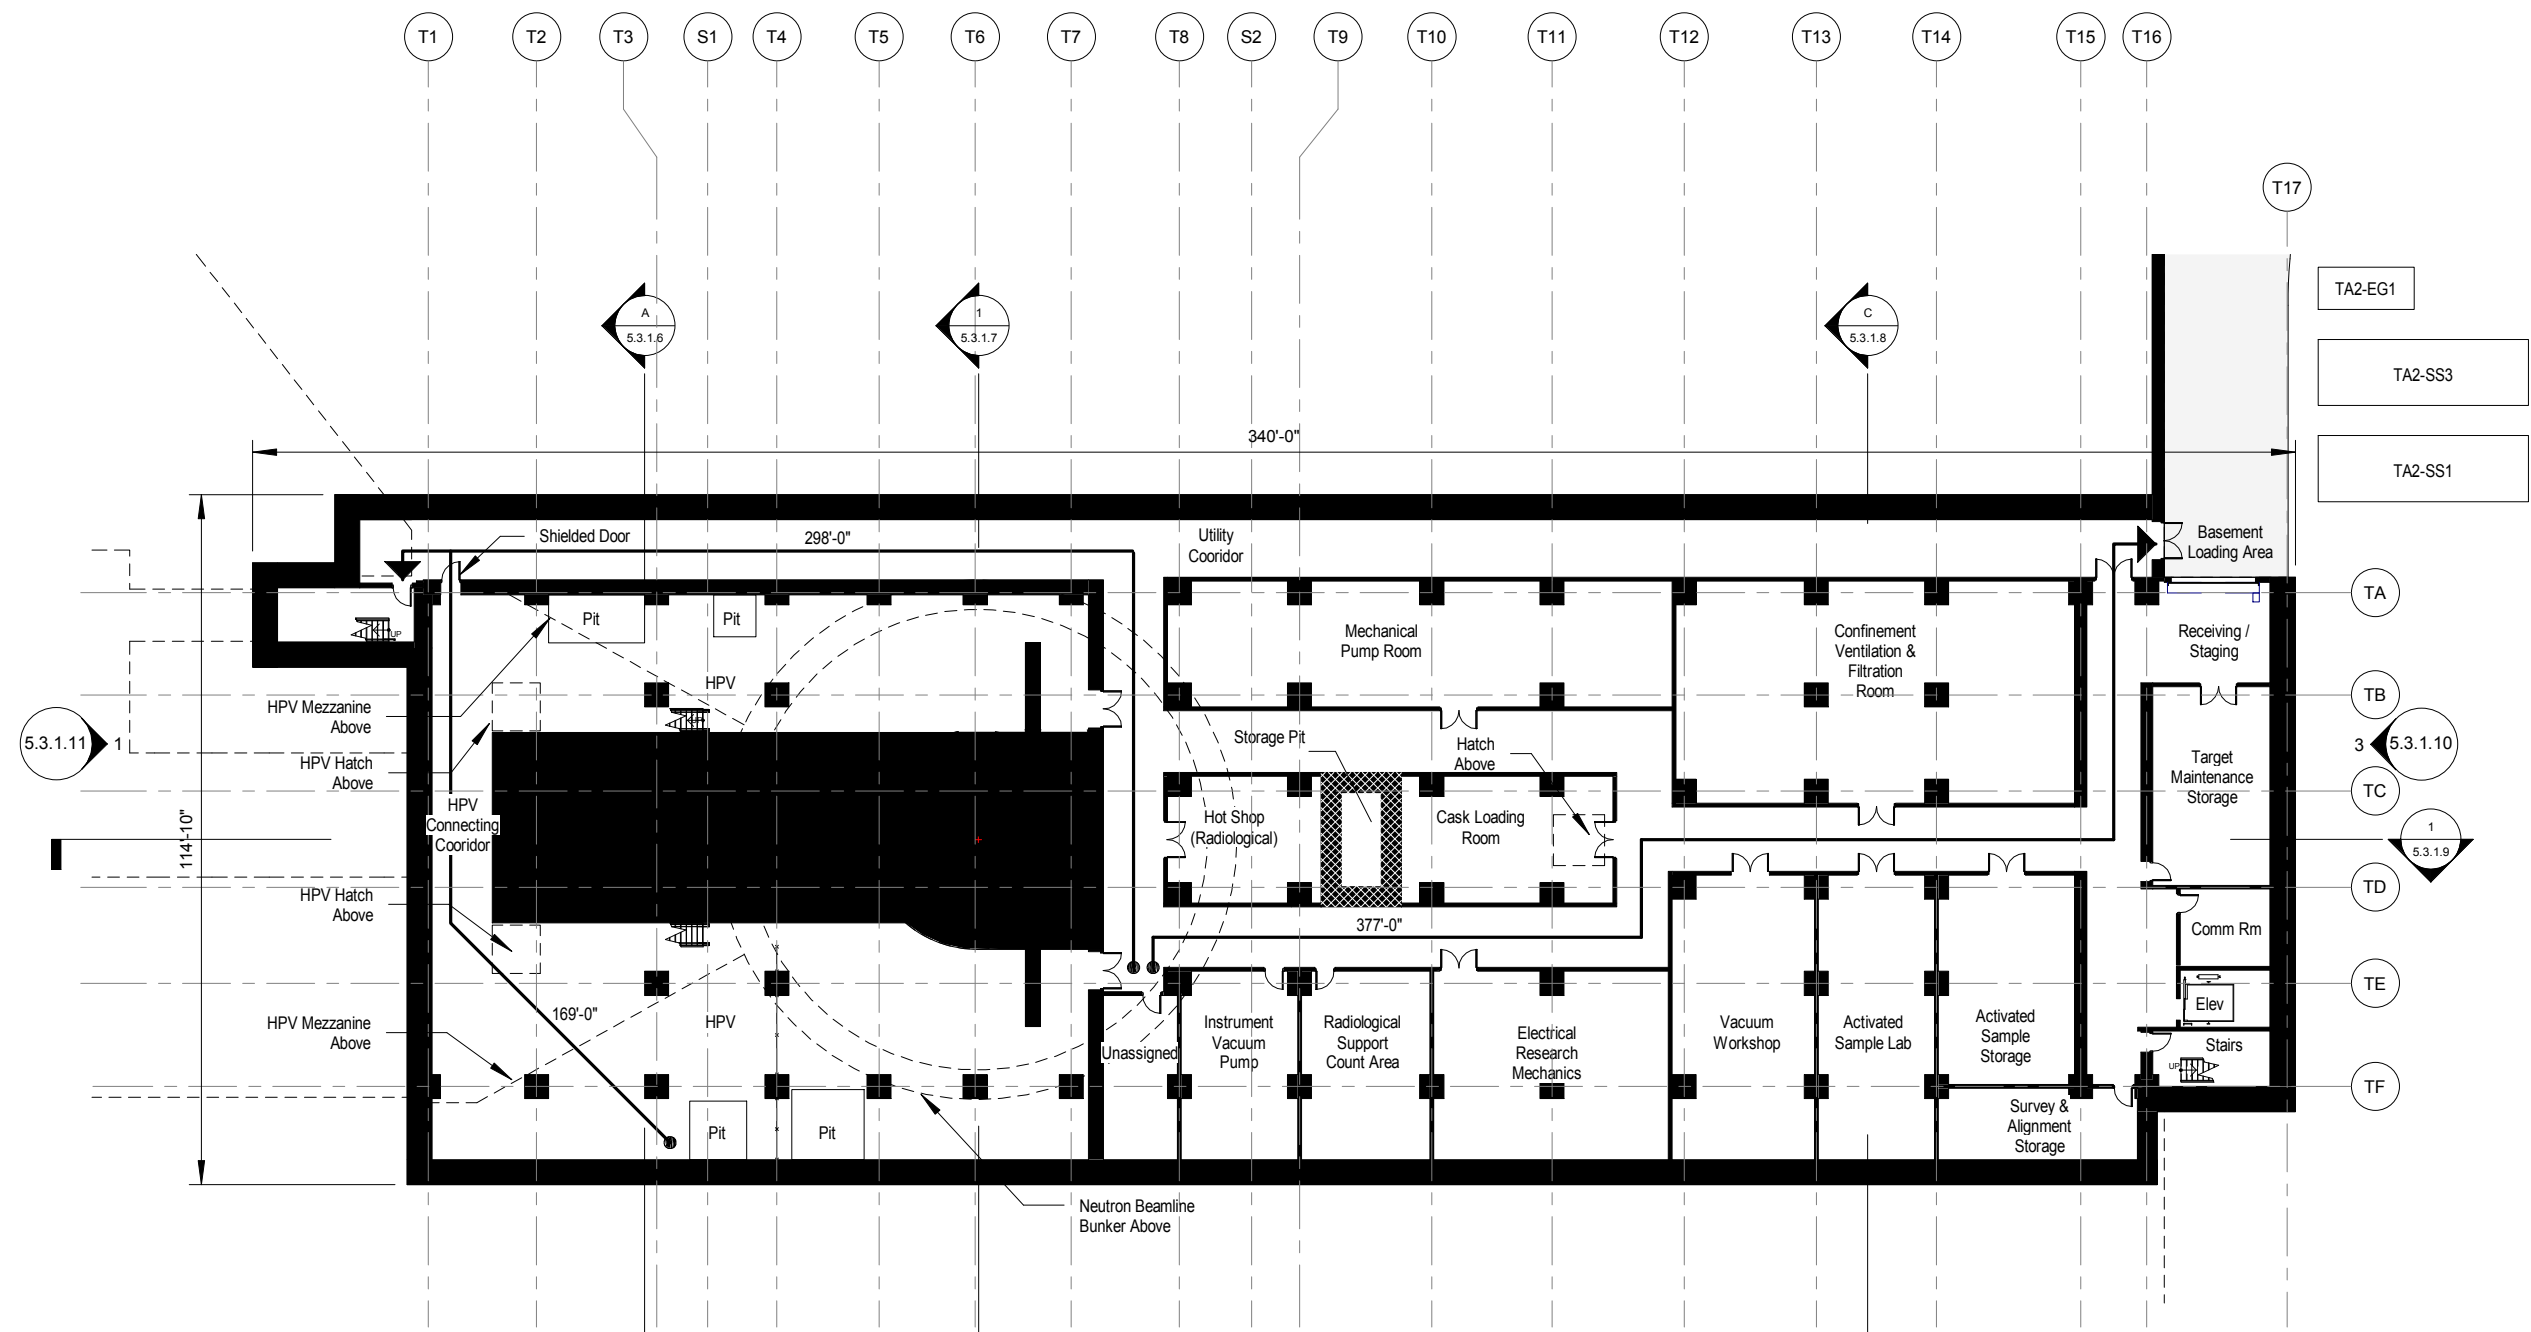 T1
T2
T3
S1
T4
T5
T6
T7
T8
S2
T9
T10
T11
T12
T13
T14
T15
T16
T17
TA2-EG1
A
5.3.1.6
1
5.3.1.7
C
5.3.1.8
TA2-SS3
340'-0"
TA2-SS1
Shielded Door
298'-0"
Utility
Cooridor
Basement
Loading Area
TA
Pit
Pit
UP
Mechanical
Pump Room
Confinement
Ventilation &
Filtration
Room
Receiving /
Staging
HPV
TB
HPV Mezzanine
Above
UP
5.3.1.11
1
Storage Pit
Hatch
Above
3
5.3.1.10
HPV Hatch
Above
Target
Maintenance
Storage
TC
HPV
Connecting
Cooridor
Hot Shop
(Radiological)
Cask Loading
Room
114'-10"
1
5.3.1.9
TD
HPV Hatch
Above
377'-0"
Comm Rm
TE
169'-0"
HPV
HPV Mezzanine
Above
Unassigned
Instrument
Vacuum
Pump
Radiological
Support
Count Area
Electrical
Research
Mechanics
Vacuum
Workshop
Activated
Sample Lab
Activated
Sample
Storage
Elev
Stairs
UP
TF
Pit
Pit
Survey &
Alignment
Storage
Neutron Beamline
Bunker Above